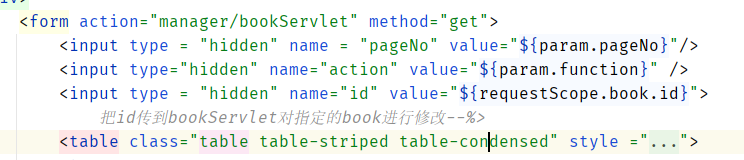 <form action="manager/bookServlet" method="get">
<input type = "hidden" name = "pageNo" value="${param.pageNo}"/>
<input type="hidden" name="action" value="${param.function}" />
<input type = "hidden" name="id" value="${requestScope.book.id}">
把id传到bookServlet对指定的book进行修改--%>
<table class="table table-striped table-condensed" style ="...">